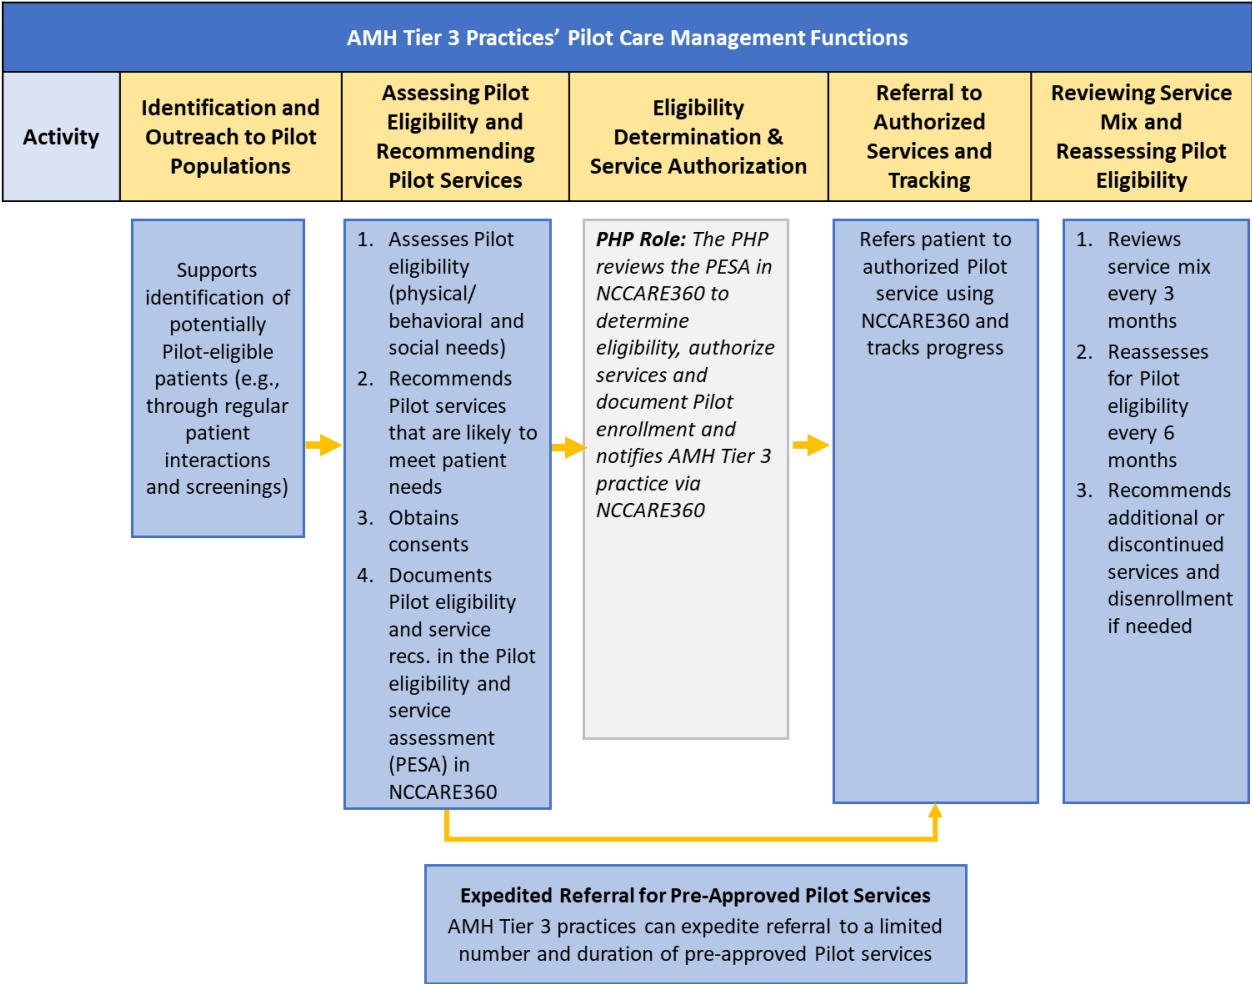 AMH Tier 3 Practices’ Pilot Care Management Functions
Activity
Identification and
Outreach to Pilot
Populations
Assessing Pilot
Eligibility and
Recommending
Pilot Services
Eligibility
Determination &
Service Authorization
Referral to
Authorized
Services and
Tracking
Reviewing Service
Mix and
Reassessing Pilot
Eligibility
Supports
identification of
potentially
Pilot-eligible
patients (e.g.,
through regular
patient
interactions
and screenings)
1. Assesses Pilot
eligibility
(physical/
behavioral and
social needs)
2. Recommends
Pilot services
that are likely to
meet patient
needs
3. Obtains
consents
4. Documents
Pilot eligibility
and service
recs. in the Pilot
eligibility and
service
assessment
(PESA) in
NCCARE360
PHP Role: The PHP
reviews the PESA in
NCCARE360 to
determine
eligibility, authorize
services and
document Pilot
enrollment and
notifies AMH Tier 3
practice via
NCCARE360
Refers patient to
authorized Pilot
service using
NCCARE360 and
tracks progress
1. Reviews
service mix
every 3
months
2. Reassesses
for Pilot
eligibility
every 6
months
3. Recommends
additional or
discontinued
services and
disenrollment
if needed
Expedited Referral for Pre-Approved Pilot Services
AMH Tier 3 practices can expedite referral to a limited
number and duration of pre-approved Pilot services